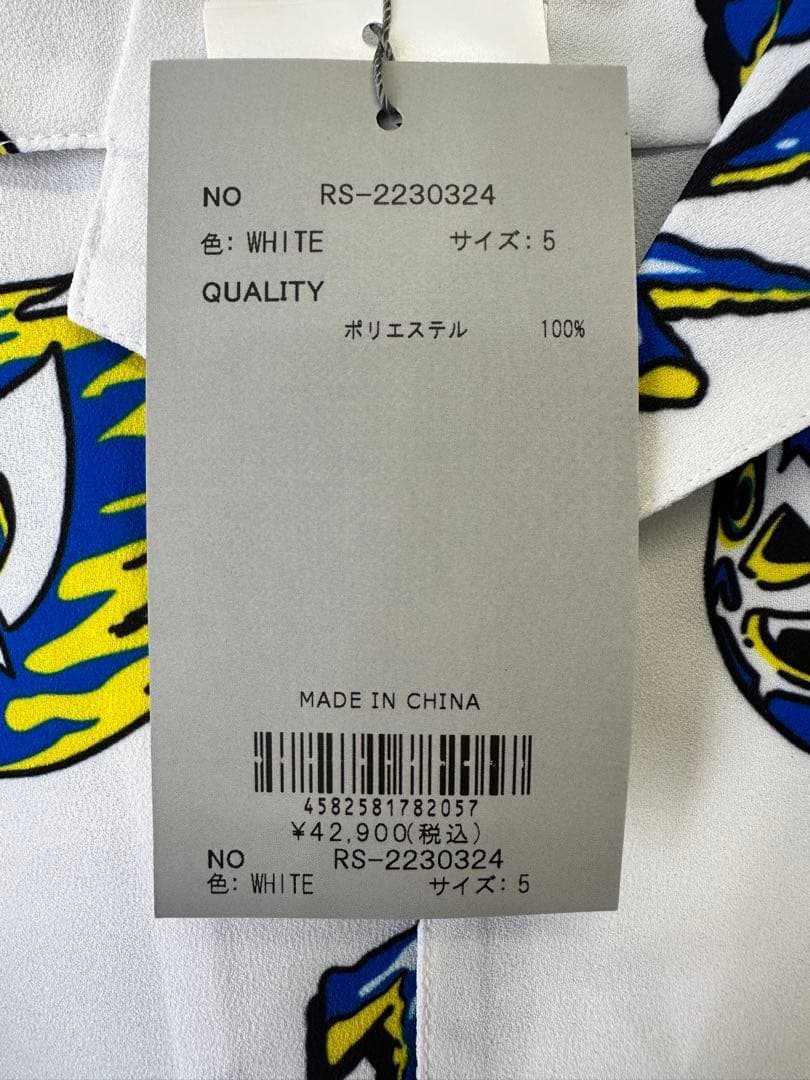 NO RS-2230324
色: WHITE サイズ: 5
QUALITY
ポリエステル 100%
MADE IN CHINA
4582581782057
¥42,900(税込)
NO RS-2230324
色: WHITE サイズ: 5